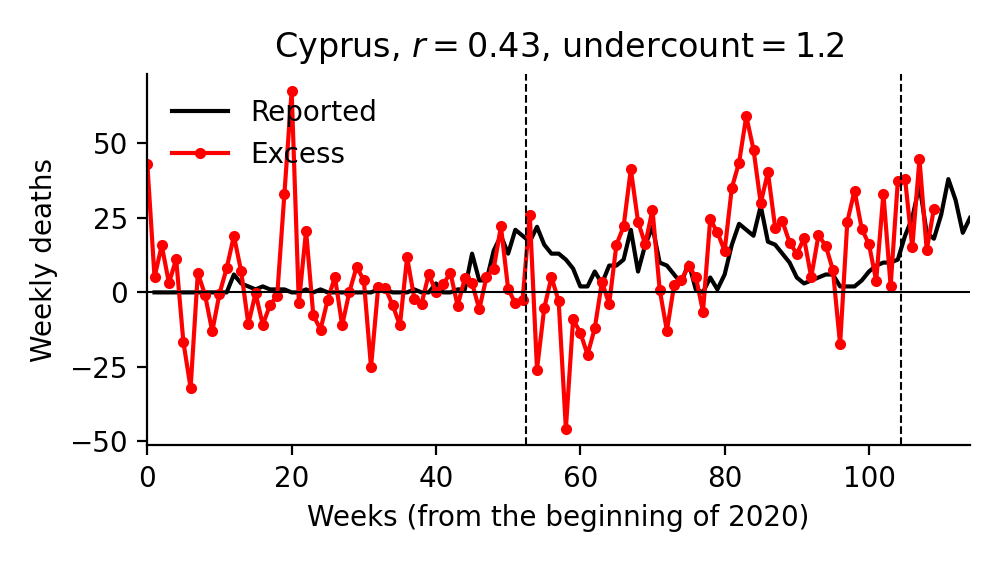 Cyprus, r = 0.43, undercount = 1.2
Reported
Excess
Weekly deaths
50
25
0
−25
−50
0 20 40 60 80 100
Weeks (from the beginning of 2020)